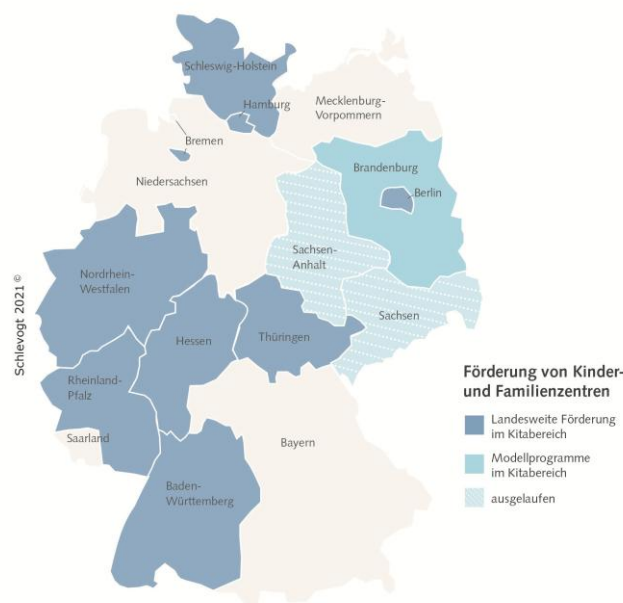 Schleswig-Holstein
Hamburg
Mecklenburg-
Vorpommern
Bremen
Niedersachsen
Brandenburg
Berlin
Sachsen-
Anhalt
Nordrhein-
Westfalen
Sachsen
Hessen
Thüringen
Rheinland-
Pfalz
Saarland
Bayern
Baden-
Württemberg
Schlevogt 2021 ©
Förderung von Kinder-
und Familienzentren
Landesweite Förderung
im Kitabereich
Modellprogramme
im Kitabereich
ausgelaufen